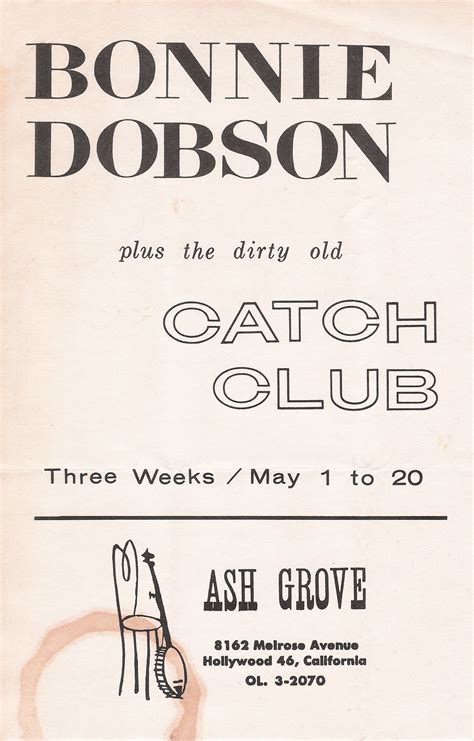 BONNIE
DOBSON
plus the dirty old
CATCH
CLUB
Three Weeks / May 1 to 20
ASH GROVE
8162 Melrose Avenue
Hollywood 46, California
OL. 3-2070